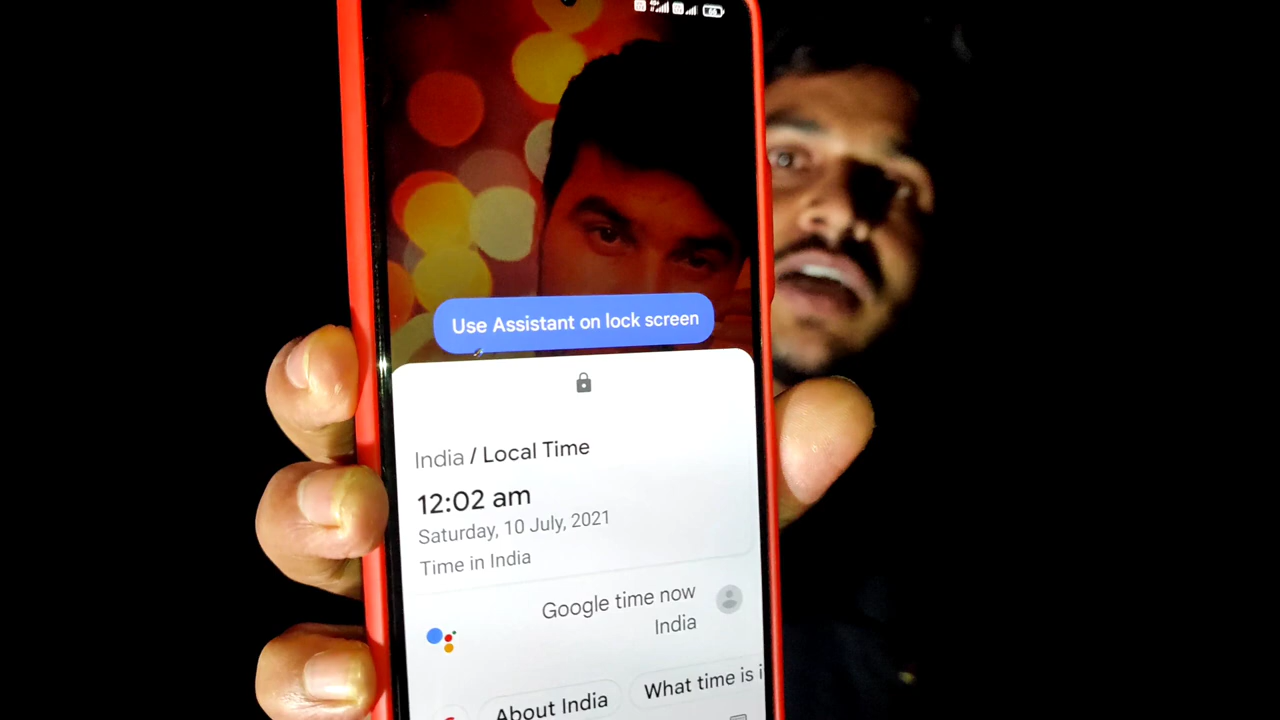 Use Assistant on lock screen
India / Local Time
12:02 am
Saturday, 10 July, 2021
Time in India
Google time now
India
About India
What time is i